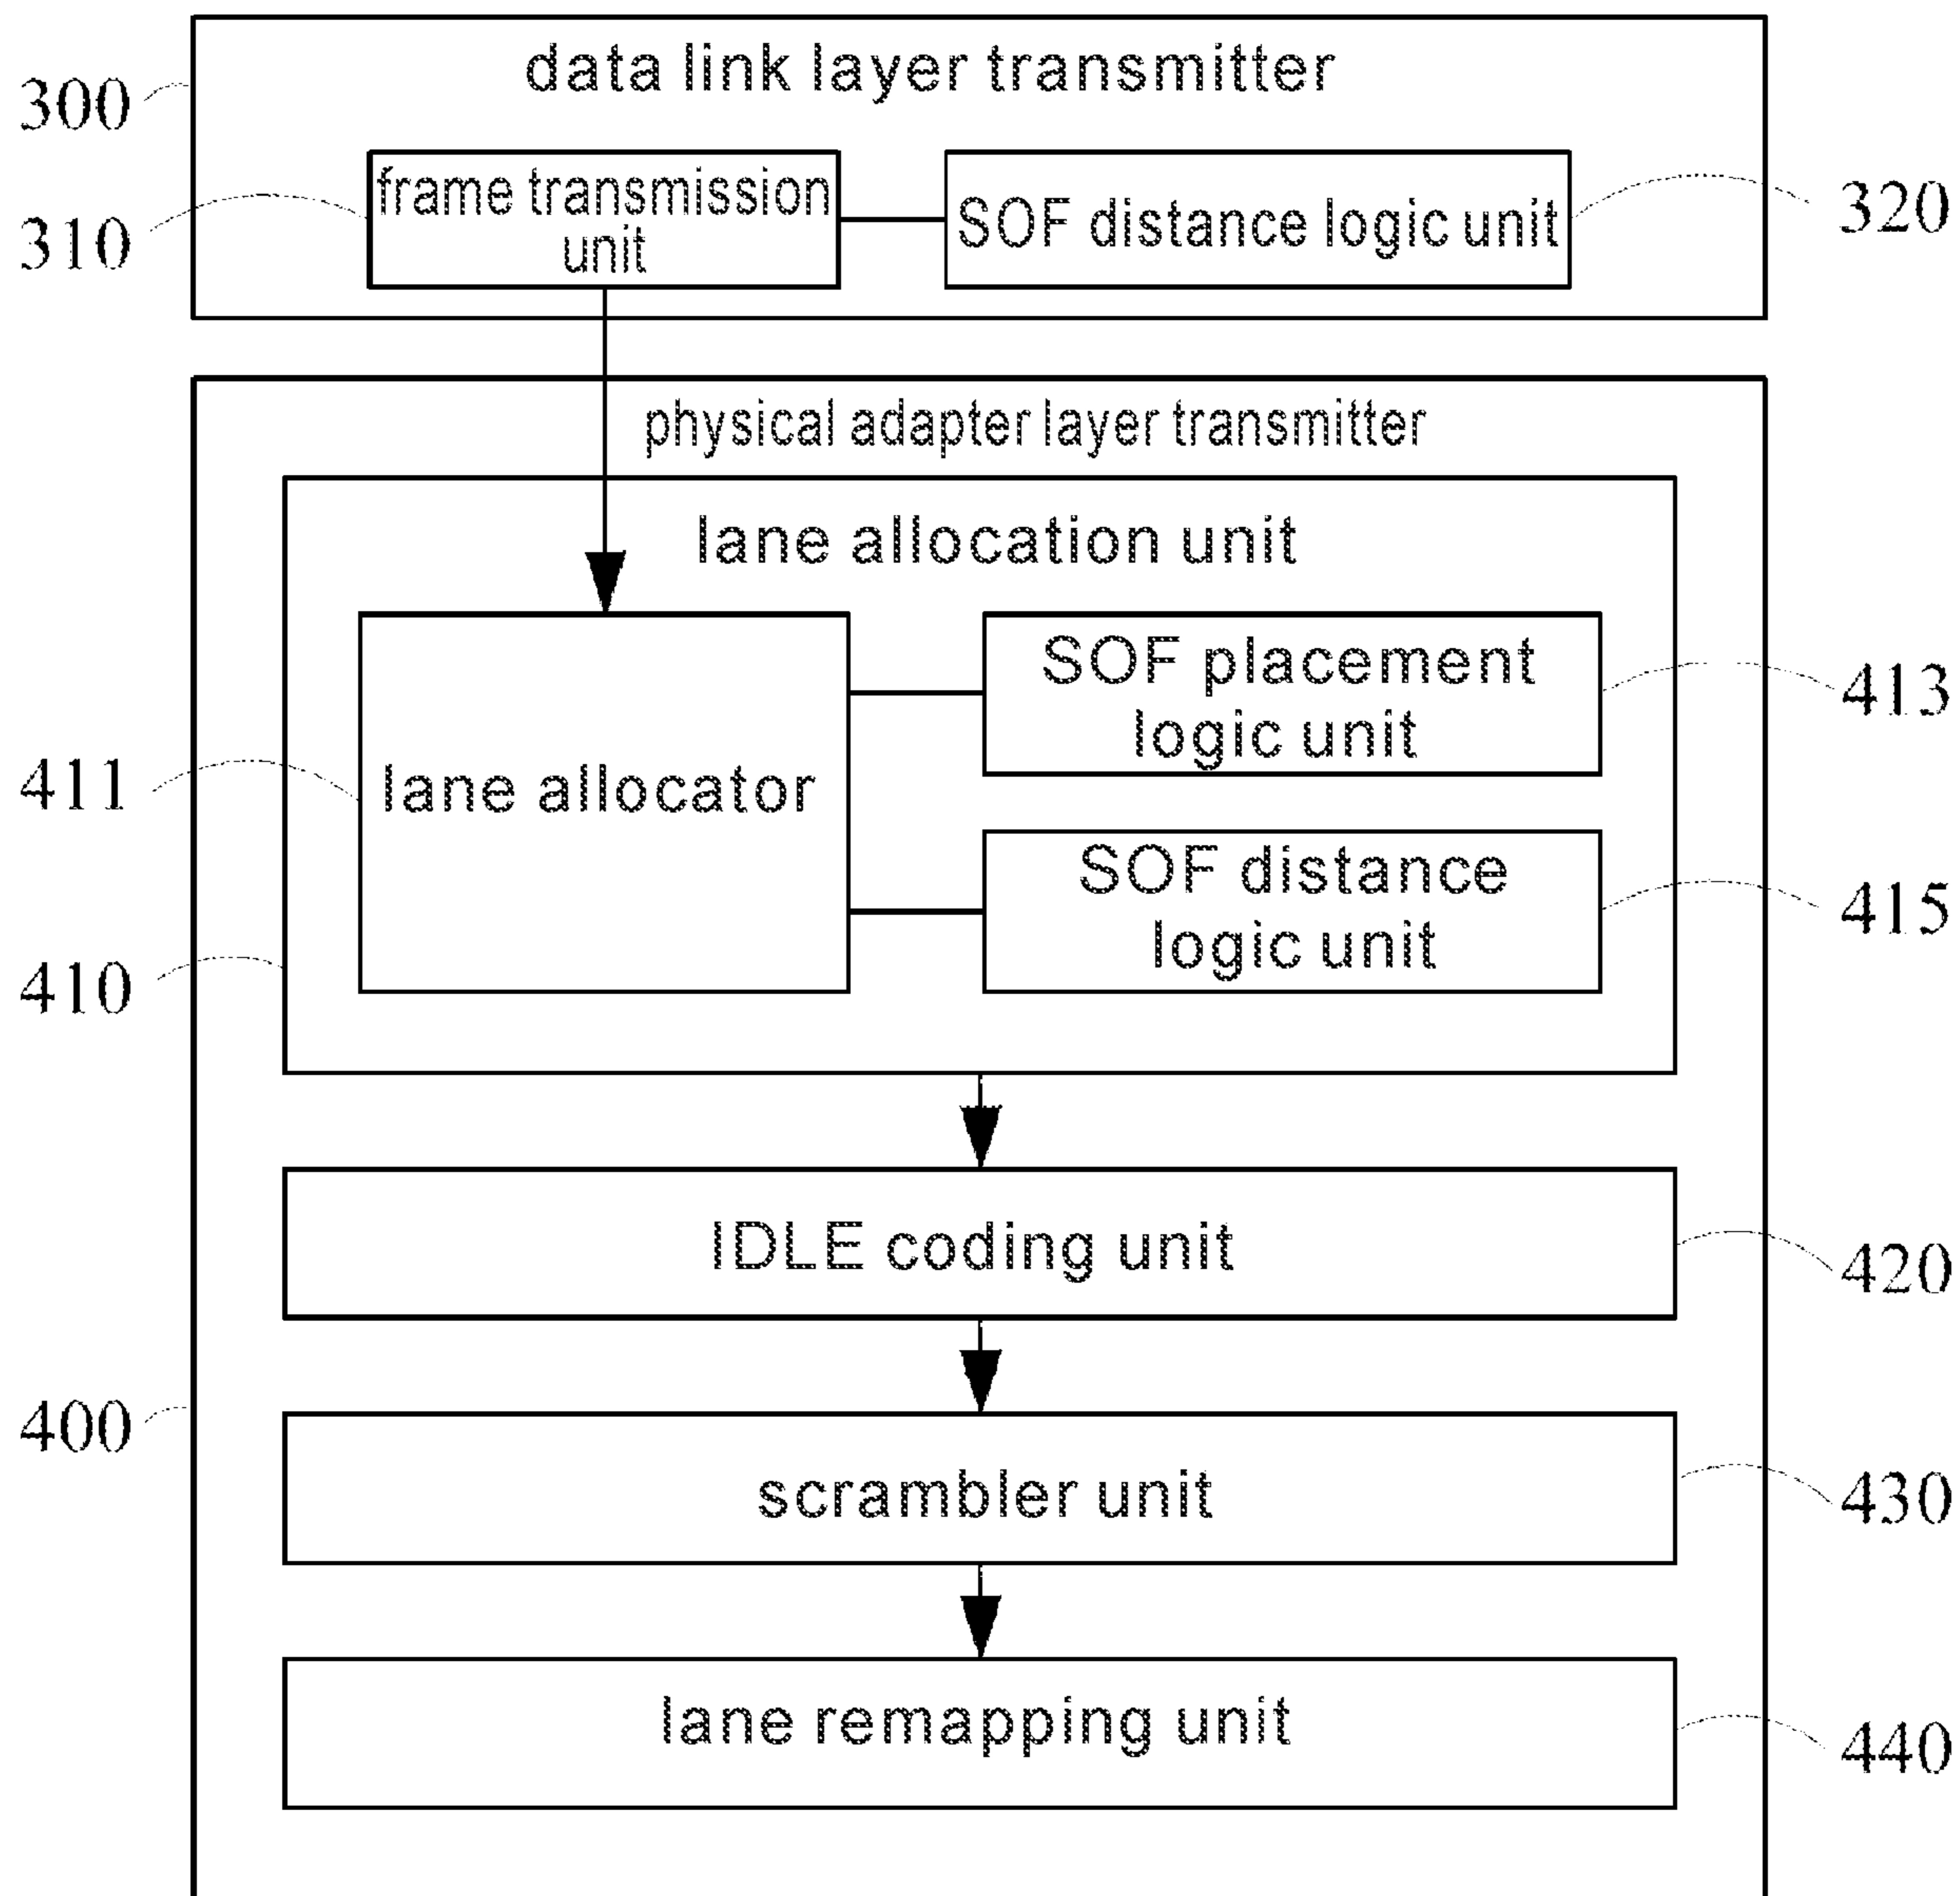 data link layer transmitter
300
frame transmission
unit
310
SOF distance logic unit
320
physical adapter layer transmitter
lane allocation unit
SOF placement
logic unit
413
411
lane allocator
SOF distance
logic unit
415
410
IDLE coding unit
420
400
scrambler unit
430
lane remapping unit
440